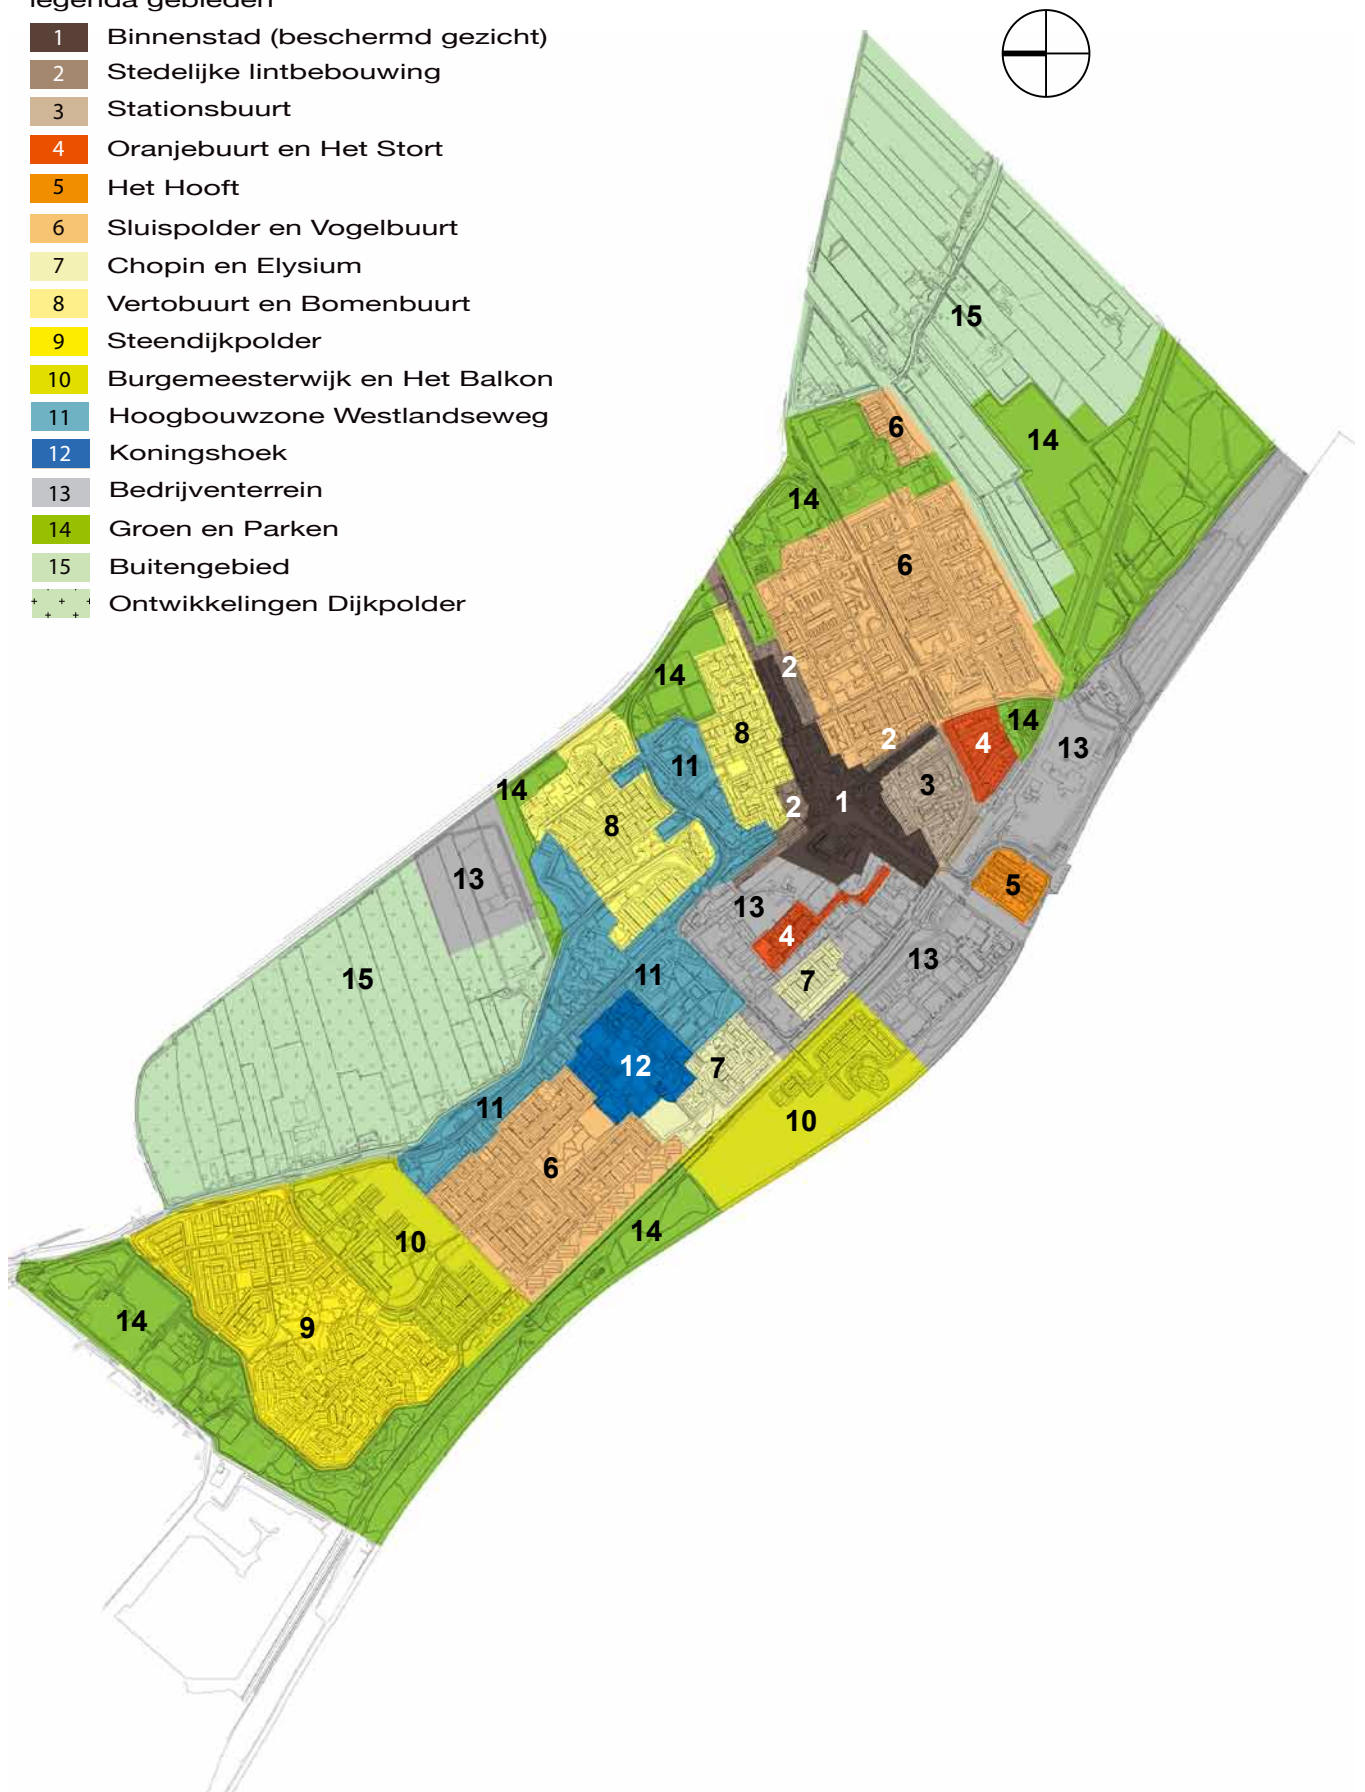 legenda gebieden
1 Binnenstad (beschermd gezicht)
2 Stedelijke lintbebouwing
3 Stationsbuurt
4 Oranjebuurt en Het Stort
5 Het Hooft
6 Sluispolder en Vogelbuurt
7 Chopin en Elysium
8 Vertobuurt en Bomenbuurt
9 Steendijkpolder
10 Burgemeesterwijk en Het Balkon
11 Hoogbouwzone Westlandseweg
12 Koningshoek
13 Bedrijventerrein
14 Groen en Parken
15 Buitengebied
Ontwikkelingen Dijkpolder
15
6
14
14
6
2
14
14
8
2
4
13
11
3
14
1
2
8
13
5
13
4
13
15
11
7
12
7
11
10
6
14
10
14
9